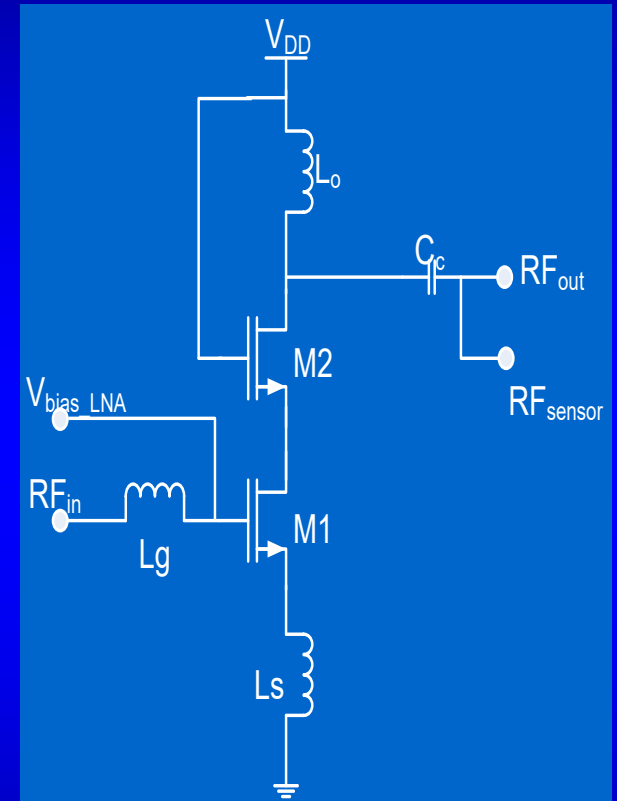 VDD
Lo
Cc
RFout
M2
RFsensor
Vbias_LNA
RFin
Lg
M1
Ls